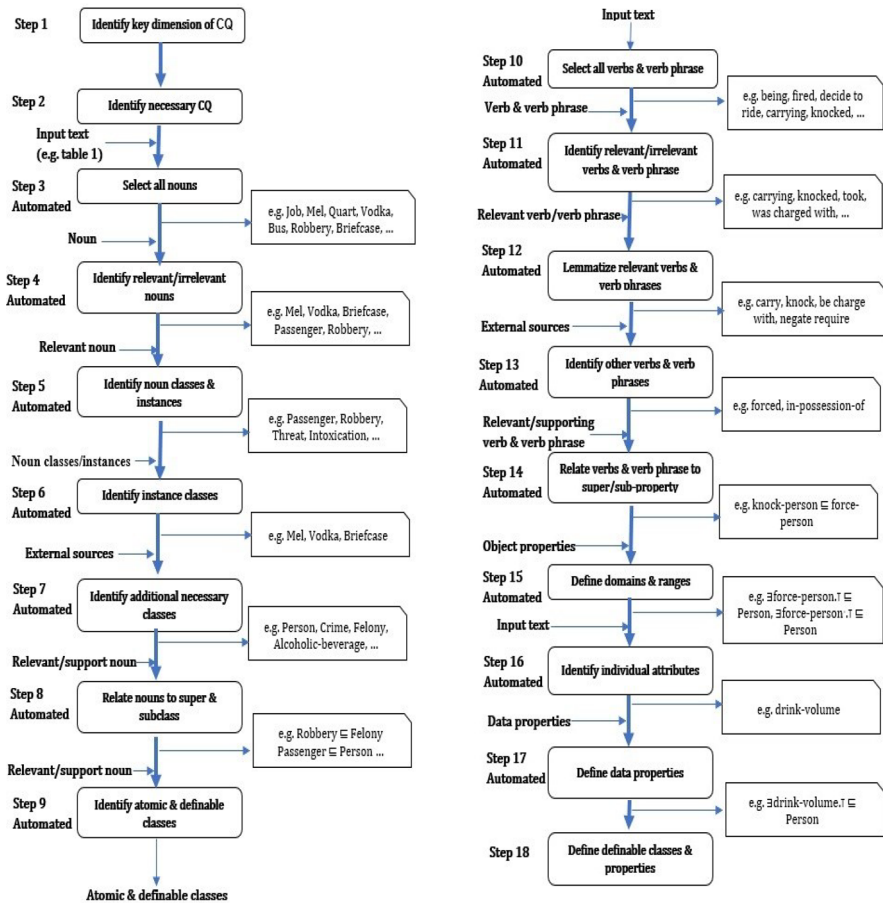 Step 1
Identify key dimension of CQ
Step 2
Identify necessary CQ
Input text
(e.g. table 1)
Step 3
Automated
Select all nouns
e.g. Job, Mel, Quart, Vodka,
Bus, Robbery, Briefcase, ...
Noun
Step 4
Automated
Identify relevant/irrelevant
nouns
e.g. Mel, Vodka, Briefcase,
Passenger, Robbery, ...
Relevant noun
Step 5
Automated
Identify noun classes &
instances
e.g. Passenger, Robbery,
Threat, Intoxication, ...
Noun classes/instances
Step 6
Automated
Identify instance classes
e.g. Mel, Vodka, Briefcase
External sources
Step 7
Automated
Identify additional necessary
classes
e.g. Person, Crime, Felony,
Alcoholic-beverage, ...
Relevant/support noun
Step 8
Automated
Relate nouns to super &
subclass
e.g. Robbery ⊑ Felony
Passenger ⊑ Person ...
Relevant/support noun
Step 9
Automated
Identify atomic & definable
classes
Atomic & definable classes
Input text
Step 10
Automated
Select all verbs & verb phrase
e.g. being, fired, decide to
ride, carrying, knocked, ...
Verb & verb phrase
Step 11
Automated
Identify relevant/irrelevant
verbs & verb phrase
e.g. carrying, knocked, took,
was charged with, ...
Relevant verb/verb phrase
Step 12
Automated
Lemmatize relevant verbs &
verb phrases
e.g. carry, knock, be charge
with, negate require
External sources
Step 13
Automated
Identify other verbs & verb
phrases
e.g. forced, in-possession-of
Relevant/supporting
verb & verb phrase
Step 14
Automated
Relate verbs & verb phrase to
super/sub-property
e.g. knock-person ⊑ force-
person
Object properties
Step 15
Automated
Define domains & ranges
e.g. ∃force-person.⊤ ⊑
Person, ∃force-person⁻.⊤ ⊑
Person
Input text
Step 16
Automated
Identify individual attributes
e.g. drink-volume
Data properties
Step 17
Automated
Define data properties
e.g. ∃drink-volume.⊤ ⊑
Person
Step 18
Define definable classes &
properties